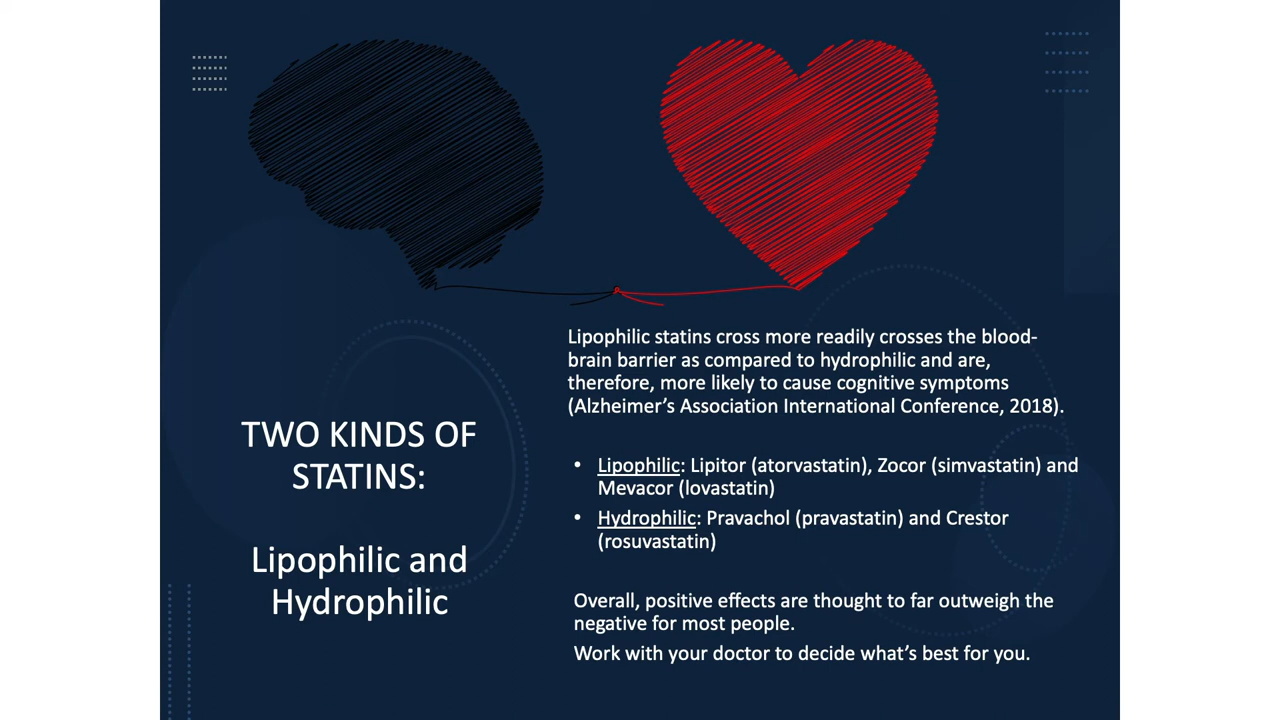 TWO KINDS OF
STATINS:
Lipophilic and
Hydrophilic
Lipophilic statins cross more readily crosses the blood-
brain barrier as compared to hydrophilic and are,
therefore, more likely to cause cognitive symptoms
(Alzheimer's Association International Conference, 2018).
• Lipophilic: Lipitor (atorvastatin), Zocor (simvastatin) and
Mevacor (lovastatin)
• Hydrophilic: Pravachol (pravastatin) and Crestor
(rosuvastatin)
Overall, positive effects are thought to far outweigh the
negative for most people.
Work with your doctor to decide what's best for you.